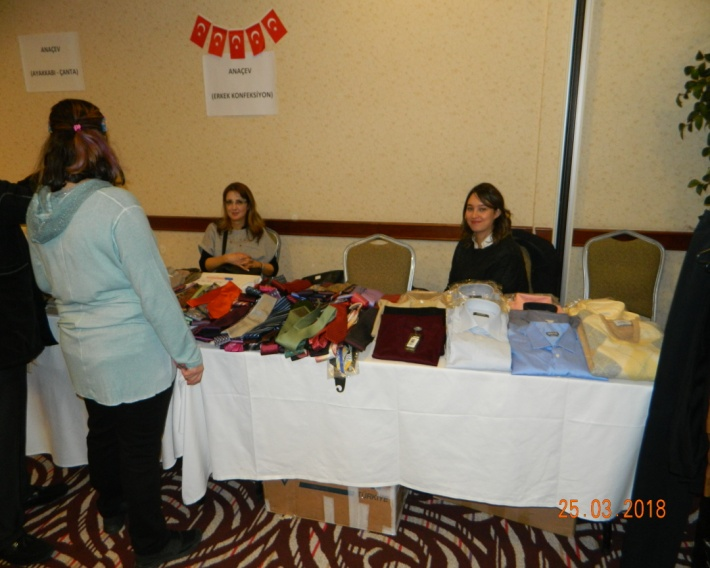 ANAÇEV
(AYAKKABI - ÇANTA)
ANAÇEV
(ERKEK KONFEKSİYON)
25.03.2018